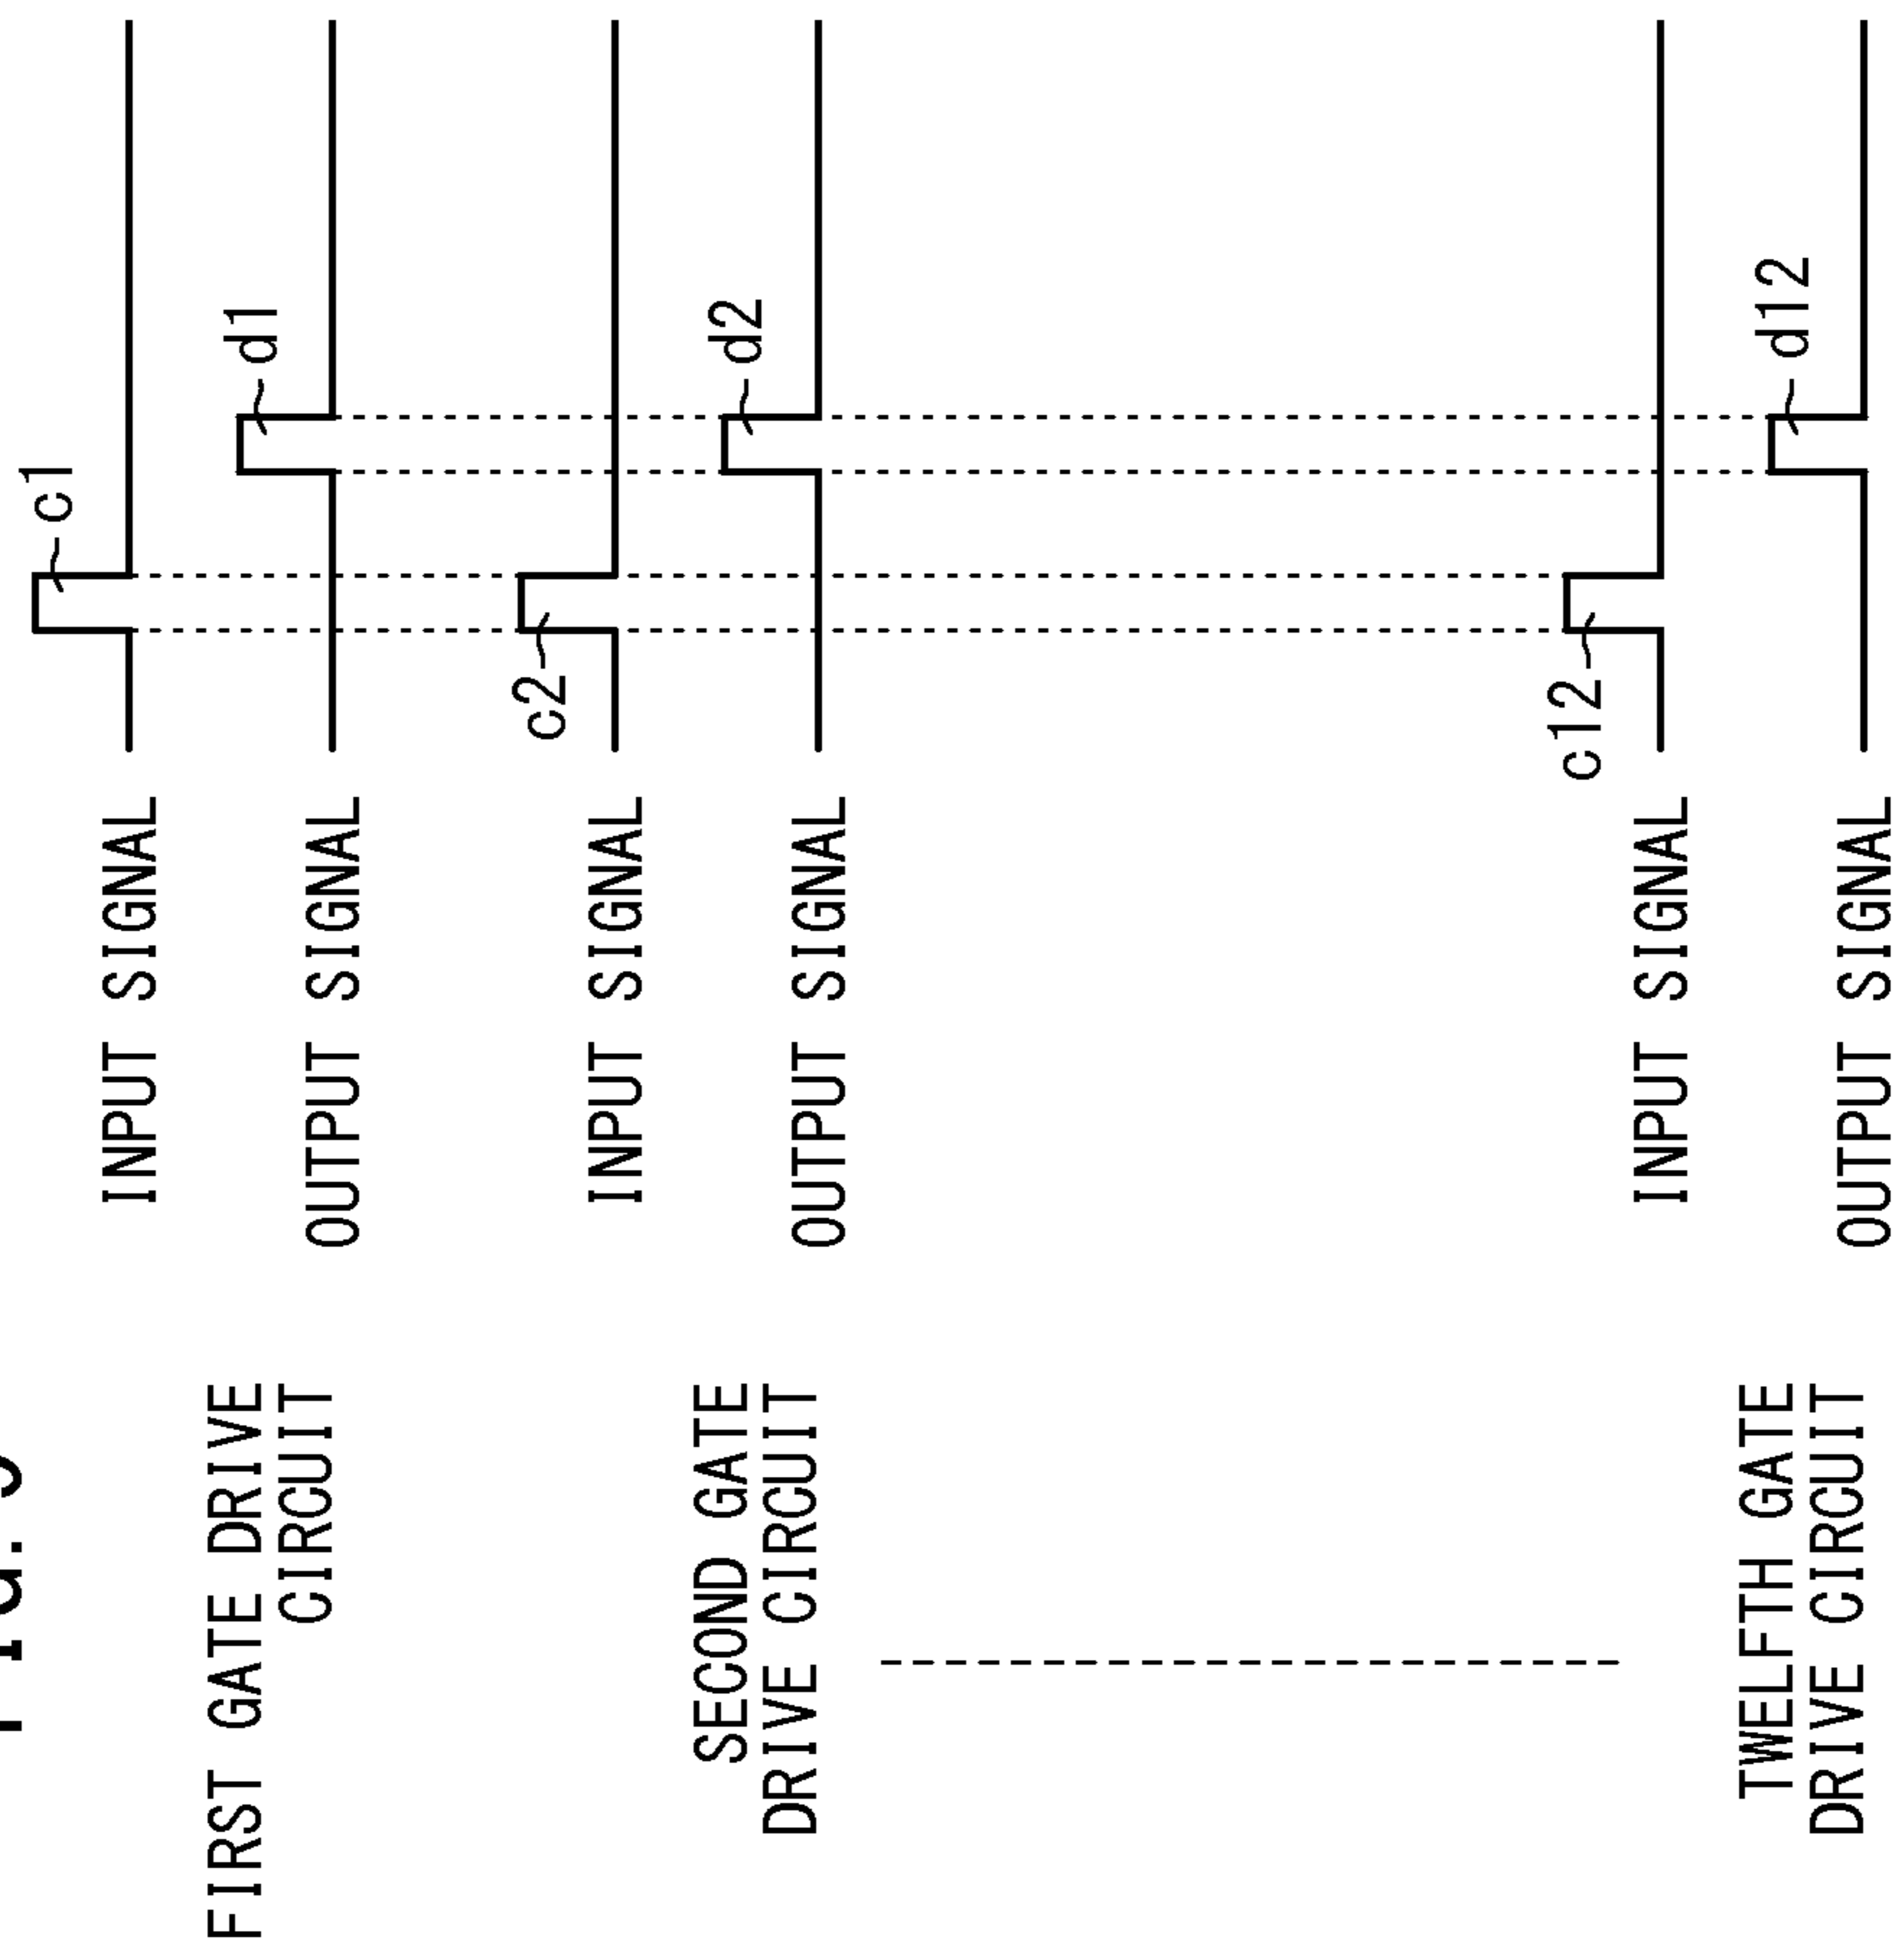 c1
INPUT SIGNAL
FIRST GATE DRIVE
CIRCUIT
d1
OUTPUT SIGNAL
c2
INPUT SIGNAL
SECOND GATE
DRIVE CIRCUIT
d2
OUTPUT SIGNAL
c12
INPUT SIGNAL
TWELFTH GATE
DRIVE CIRCUIT
d12
OUTPUT SIGNAL